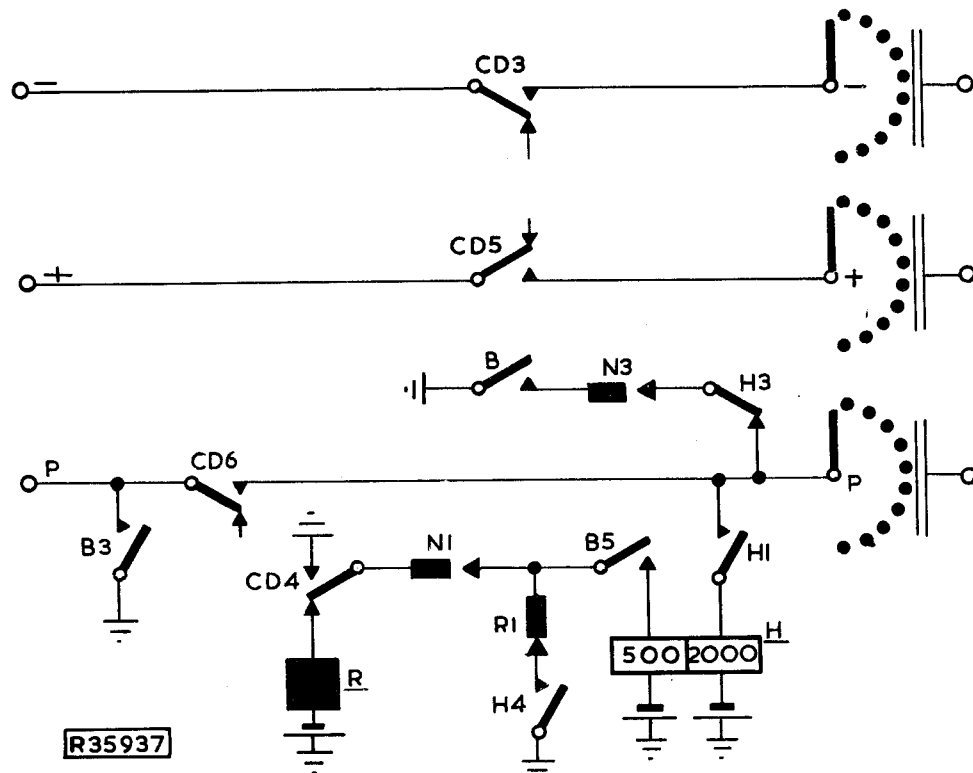 −
CD3
−
+
CD5
+
B
N3
H3
P
CD6
P
B3
CD4
N1
B5
H1
R1
500
2000
H
R
H4
R35937